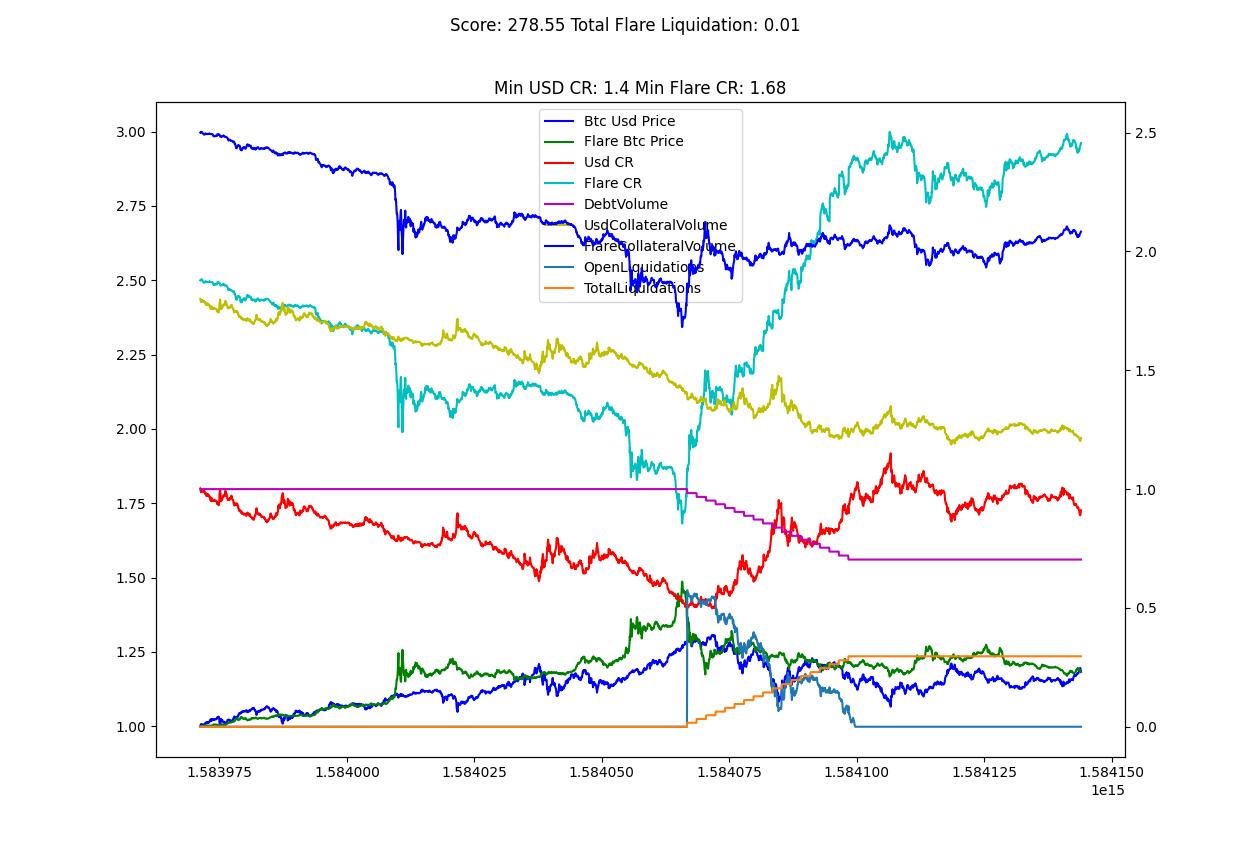 Score: 278.55 Total Flare Liquidation: 0.01
Min USD CR: 1.4 Min Flare CR: 1.68
Btc Usd Price
Flare Btc Price
Usd CR
Flare CR
DebtVolume
UsdCollateralVolume
FlareCollateralVolume
OpenLiquidations
TotalLiquidations
3.00
2.75
2.50
2.25
2.00
1.75
1.50
1.25
1.00
2.5
2.0
1.5
1.0
0.5
0.0
1.583975 1.584000 1.584025 1.584050 1.584075 1.584100 1.584125 1.584150
1e15